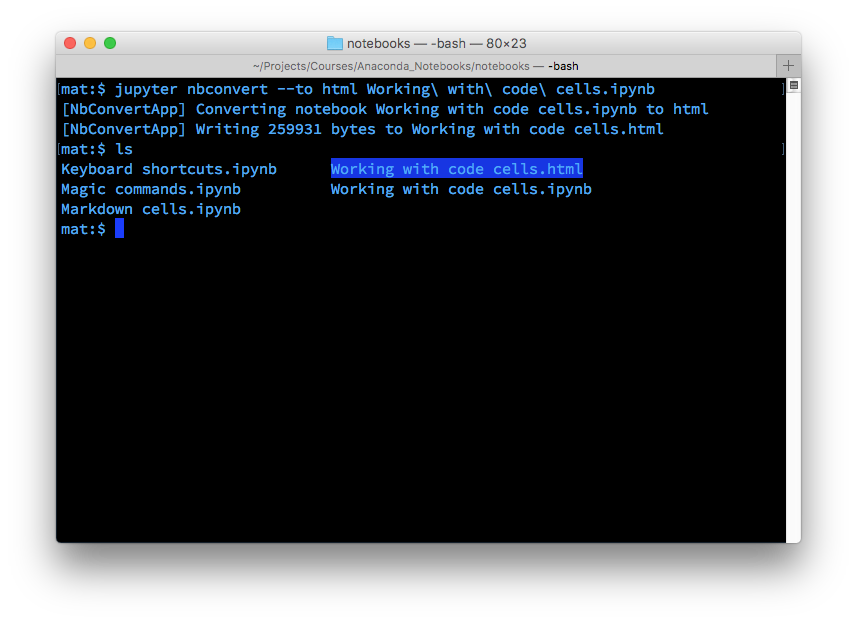 notebooks — -bash — 80×23
~/Projects/Courses/Anaconda_Notebooks/notebooks — -bash
[mat:$ jupyter nbconvert --to html Working\ with\ code\ cells.ipynb ]
[NbConvertApp] Converting notebook Working with code cells.ipynb to html
[NbConvertApp] Writing 259931 bytes to Working with code cells.html
[mat:$ ls ]
Keyboard shortcuts.ipynb Working with code cells.html
Magic commands.ipynb Working with code cells.ipynb
Markdown cells.ipynb
mat:$